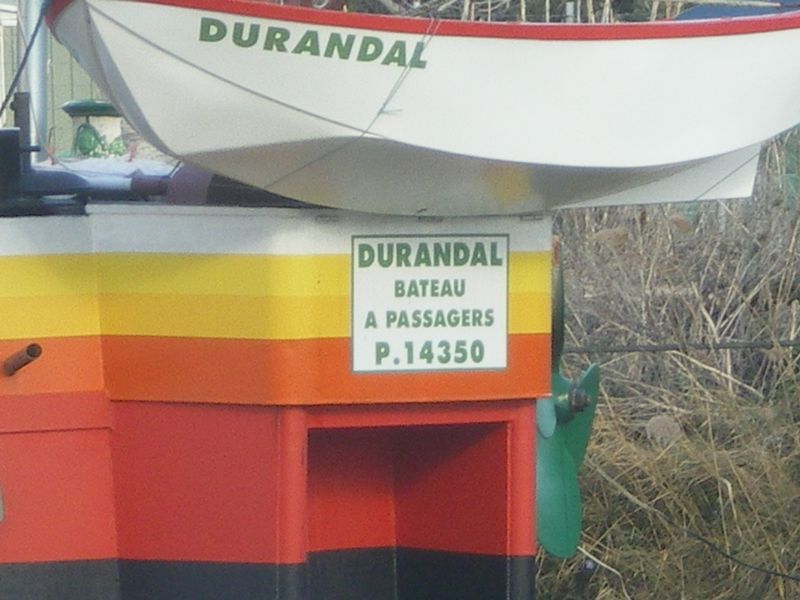 DURANDAL
DURANDAL
BATEAU
A PASSAGERS
P.14350